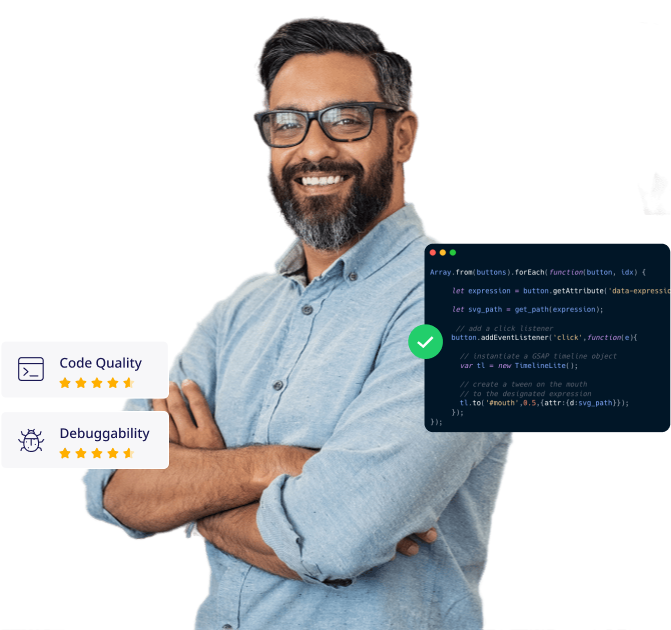 Array.from(buttons).forEach(function(button, idx) {
let expression = button.getAttribute('data-expressio
let svg_path = get_path(expression);
// add a click listener
button.addEventListener('click',function(e){
// instantiate a GSAP timeline object
var tl = new TimelineLite();
// create a tween on the mouth
// to the designated expression
tl.to('#mouth',0.5,{attr:{d:svg_path}});
});
});
Code Quality
Debuggability